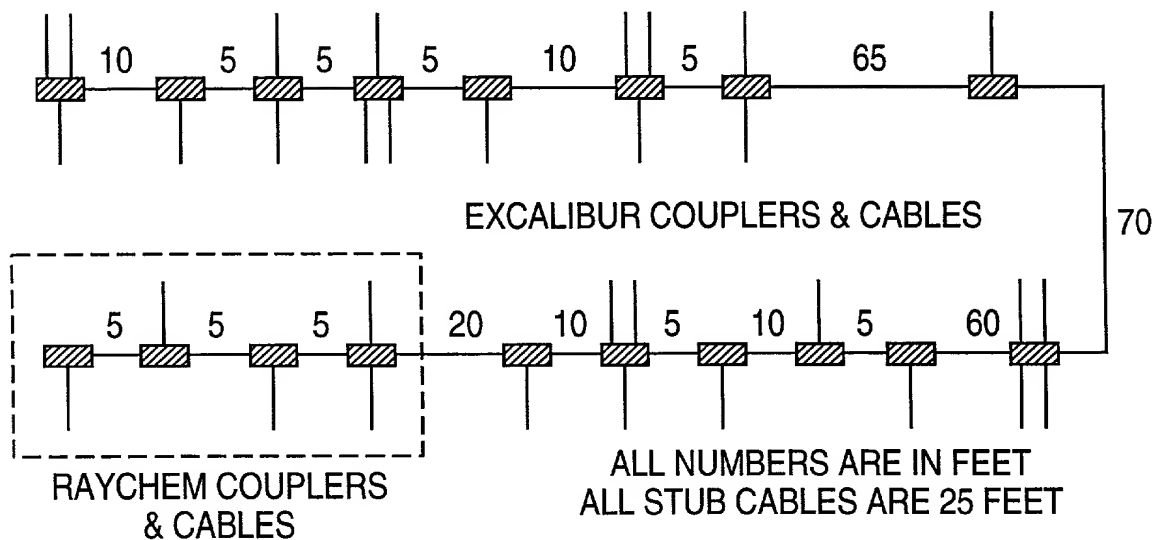 10 5 5 5 10 5 65
EXCALIBUR COUPLERS & CABLES
70
5 5 5 20 10 5 10 5 60
RAYCHEM COUPLERS
& CABLES
ALL NUMBERS ARE IN FEET
ALL STUB CABLES ARE 25 FEET